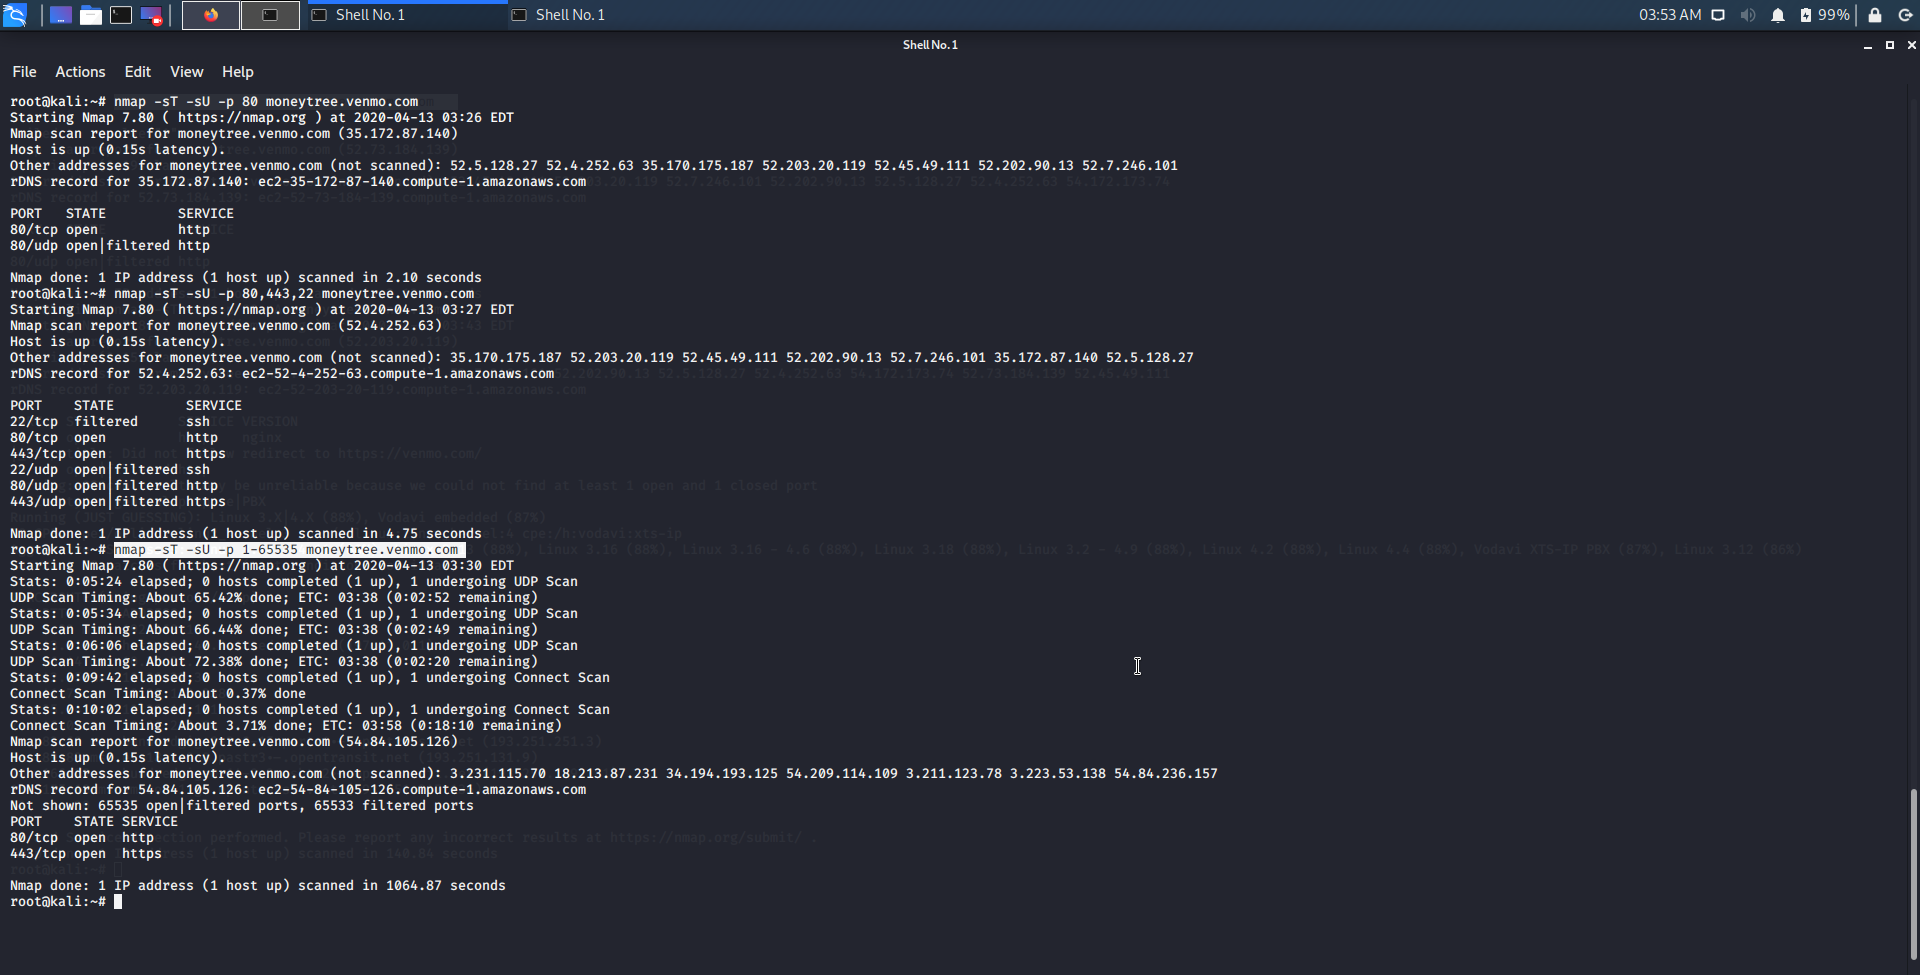 Shell No. 1
Shell No. 1
03:53 AM
99%
Shell No. 1
File Actions Edit View Help
root@kali:~# nmap -sT -sU -p 80 moneytree.venmo.com
Starting Nmap 7.80 ( https://nmap.org ) at 2020-04-13 03:26 EDT
Nmap scan report for moneytree.venmo.com (35.172.87.140)
Host is up (0.15s latency).
Other addresses for moneytree.venmo.com (not scanned): 52.5.128.27 52.4.252.63 35.170.175.187 52.203.20.119 52.45.49.111 52.202.90.13 52.7.246.101
rDNS record for 35.172.87.140: ec2-35-172-87-140.compute-1.amazonaws.com
PORT STATE SERVICE
80/tcp open http
80/udp open|filtered http
Nmap done: 1 IP address (1 host up) scanned in 2.10 seconds
root@kali:~# nmap -sT -sU -p 80,443,22 moneytree.venmo.com
Starting Nmap 7.80 ( https://nmap.org ) at 2020-04-13 03:27 EDT
Nmap scan report for moneytree.venmo.com (52.4.252.63)
Host is up (0.15s latency).
Other addresses for moneytree.venmo.com (not scanned): 35.170.175.187 52.203.20.119 52.45.49.111 52.202.90.13 52.7.246.101 35.172.87.140 52.5.128.27
rDNS record for 52.4.252.63: ec2-52-4-252-63.compute-1.amazonaws.com
PORT STATE SERVICE
22/tcp filtered ssh
80/tcp open http
443/tcp open https
22/udp open|filtered ssh
80/udp open|filtered http
443/udp open|filtered https
Nmap done: 1 IP address (1 host up) scanned in 4.75 seconds
root@kali:~# nmap -sT -sU -p 1-65535 moneytree.venmo.com
Starting Nmap 7.80 ( https://nmap.org ) at 2020-04-13 03:30 EDT
Stats: 0:05:24 elapsed; 0 hosts completed (1 up), 1 undergoing UDP Scan
UDP Scan Timing: About 65.42% done; ETC: 03:38 (0:02:52 remaining)
Stats: 0:05:34 elapsed; 0 hosts completed (1 up), 1 undergoing UDP Scan
UDP Scan Timing: About 66.44% done; ETC: 03:38 (0:02:49 remaining)
Stats: 0:06:06 elapsed; 0 hosts completed (1 up), 1 undergoing UDP Scan
UDP Scan Timing: About 72.38% done; ETC: 03:38 (0:02:20 remaining)
Stats: 0:09:42 elapsed; 0 hosts completed (1 up), 1 undergoing Connect Scan
Connect Scan Timing: About 0.37% done
Stats: 0:10:02 elapsed; 0 hosts completed (1 up), 1 undergoing Connect Scan
Connect Scan Timing: About 3.71% done; ETC: 03:58 (0:18:10 remaining)
Nmap scan report for moneytree.venmo.com (54.84.105.126)
Host is up (0.15s latency).
Other addresses for moneytree.venmo.com (not scanned): 3.231.115.70 18.213.87.231 34.194.193.125 54.209.114.109 3.211.123.78 3.223.53.138 54.84.236.157
rDNS record for 54.84.105.126: ec2-54-84-105-126.compute-1.amazonaws.com
Not shown: 65535 open|filtered ports, 65533 filtered ports
PORT STATE SERVICE
80/tcp open http
443/tcp open https
Nmap done: 1 IP address (1 host up) scanned in 1064.87 seconds
root@kali:~#